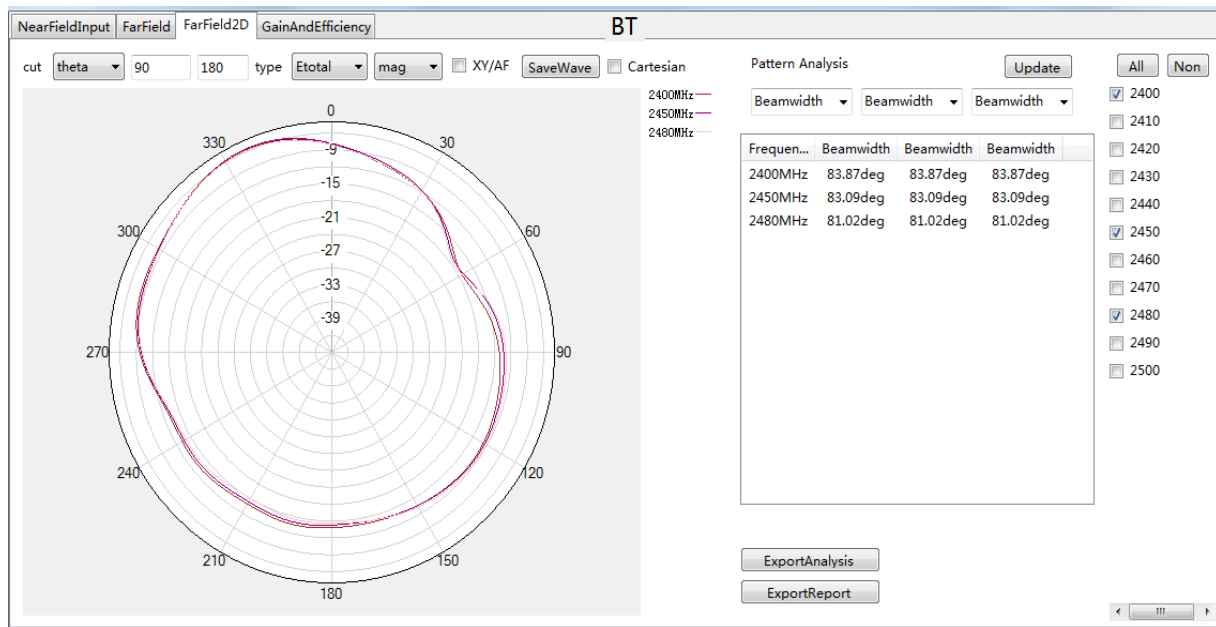 BT
NearFieldInput FarField FarField2D GainAndEfficiency
cut theta 90 180 type Etotal mag XY/AF SaveWave Cartesian
Pattern Analysis Update All Non
Beamwidth Beamwidth Beamwidth
2400MHz
2450MHz
2480MHz
0
30
60
90
120
150
180
210
240
270
300
330
-9
-15
-21
-27
-33
-39
Frequen... Beamwidth Beamwidth Beamwidth
2400MHz 83.87deg 83.87deg 83.87deg
2450MHz 83.09deg 83.09deg 83.09deg
2480MHz 81.02deg 81.02deg 81.02deg
2400
2410
2420
2430
2440
2450
2460
2470
2480
2490
2500
ExportAnalysis
ExportReport